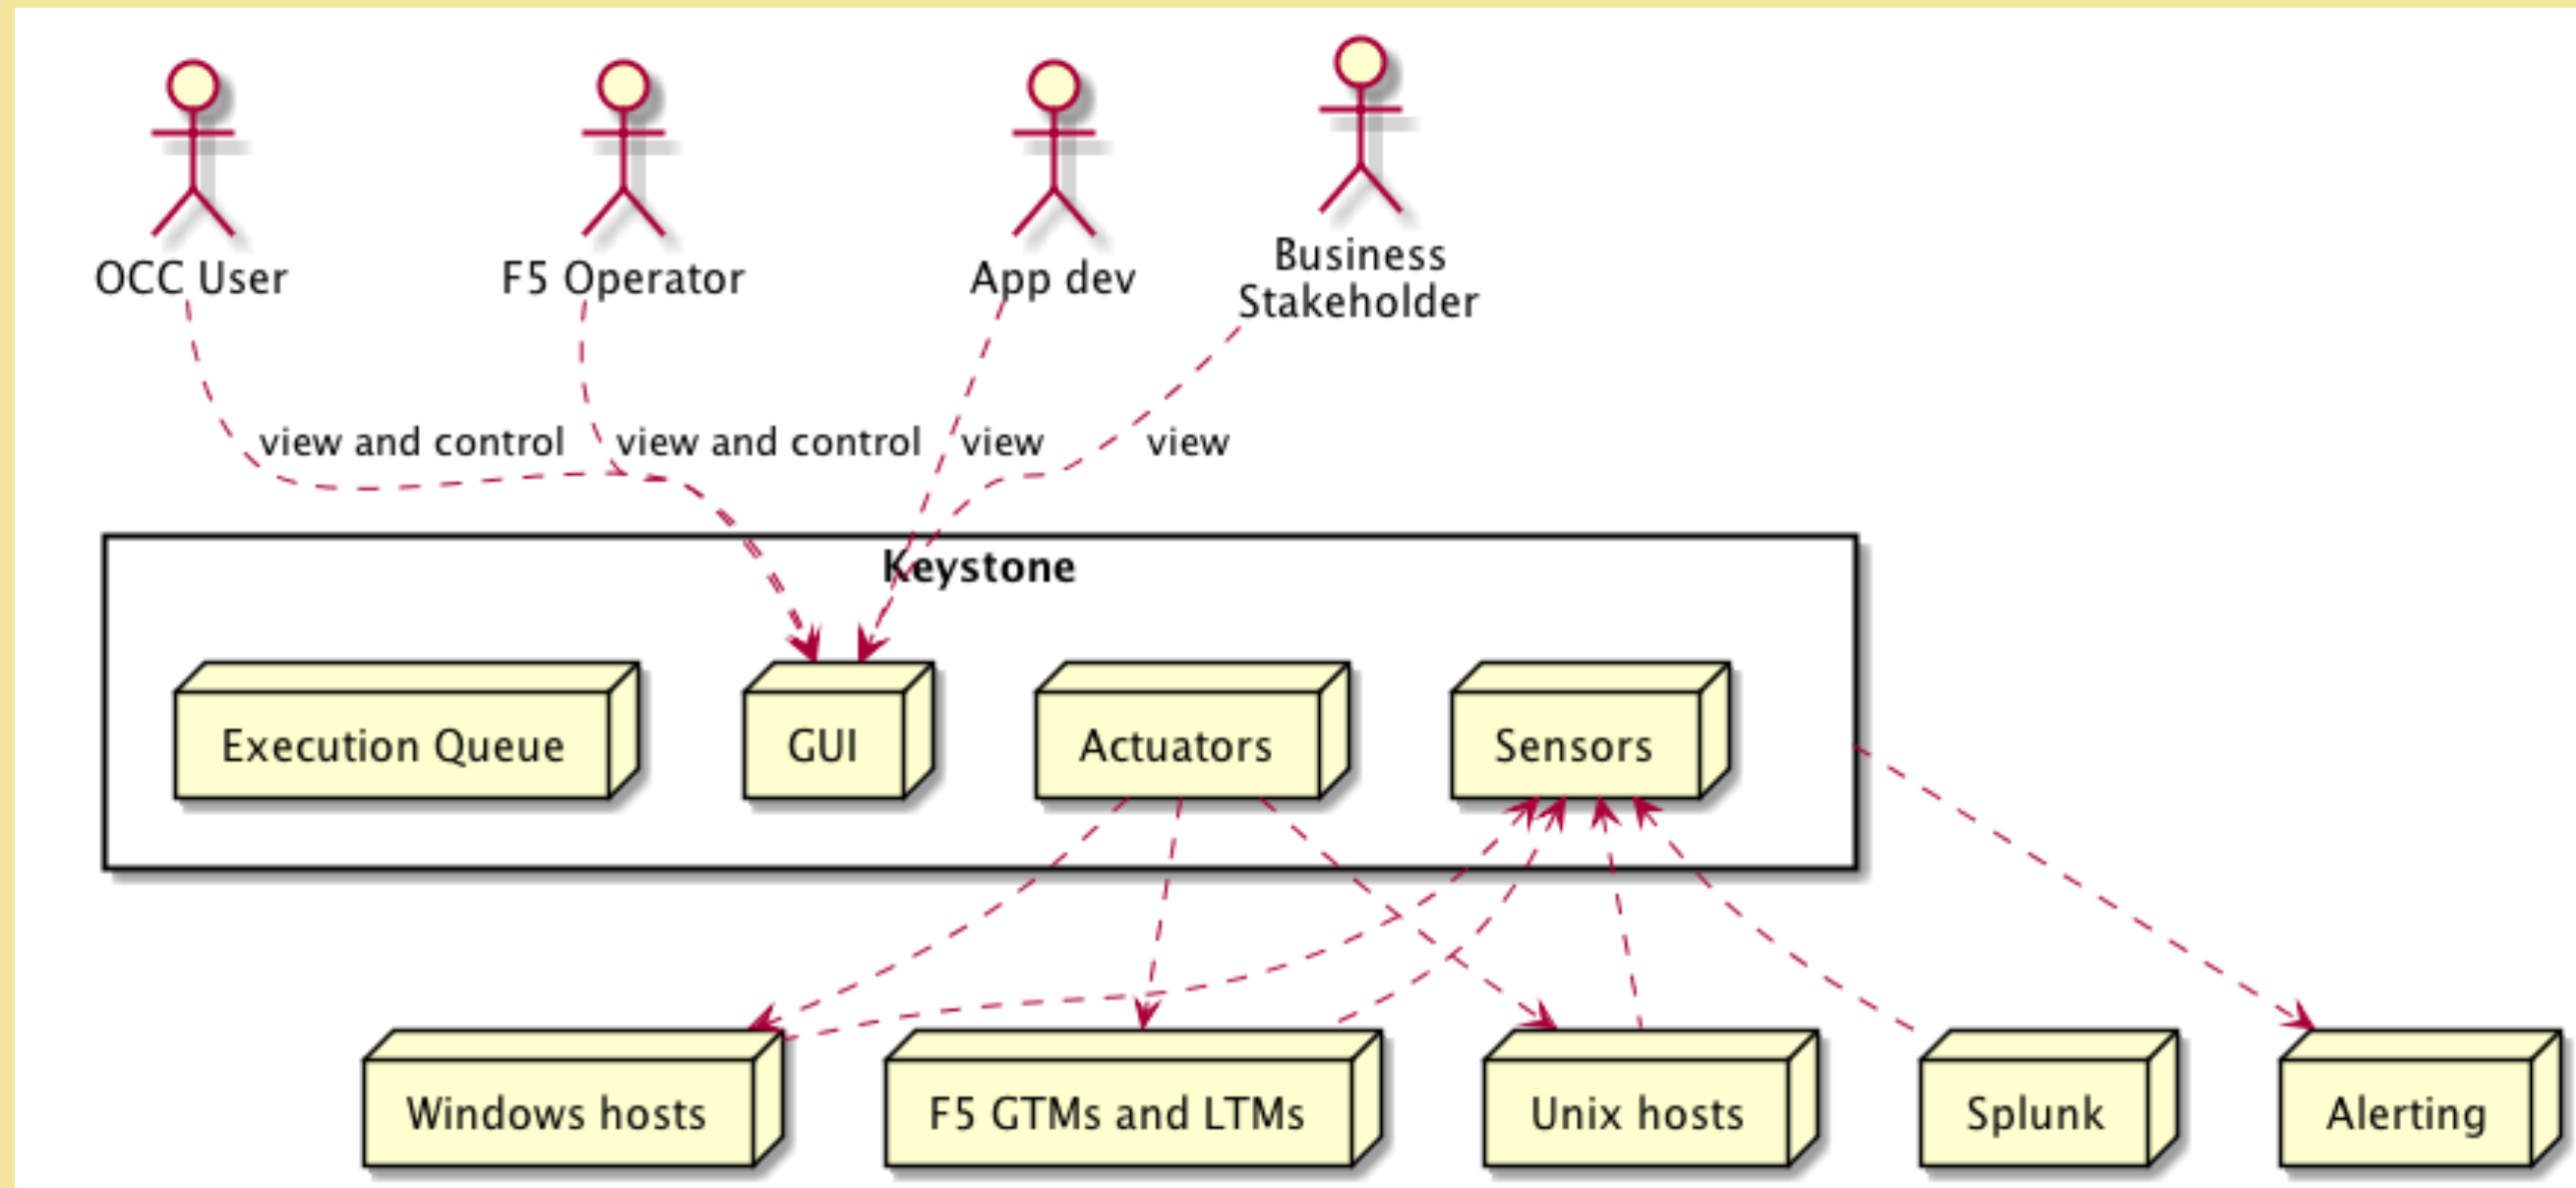 OCC User
F5 Operator
App dev
Business
Stakeholder
view and control
view and control
view
view
Keystone
Execution Queue
GUI
Actuators
Sensors
Windows hosts
F5 GTMs and LTMs
Unix hosts
Splunk
Alerting